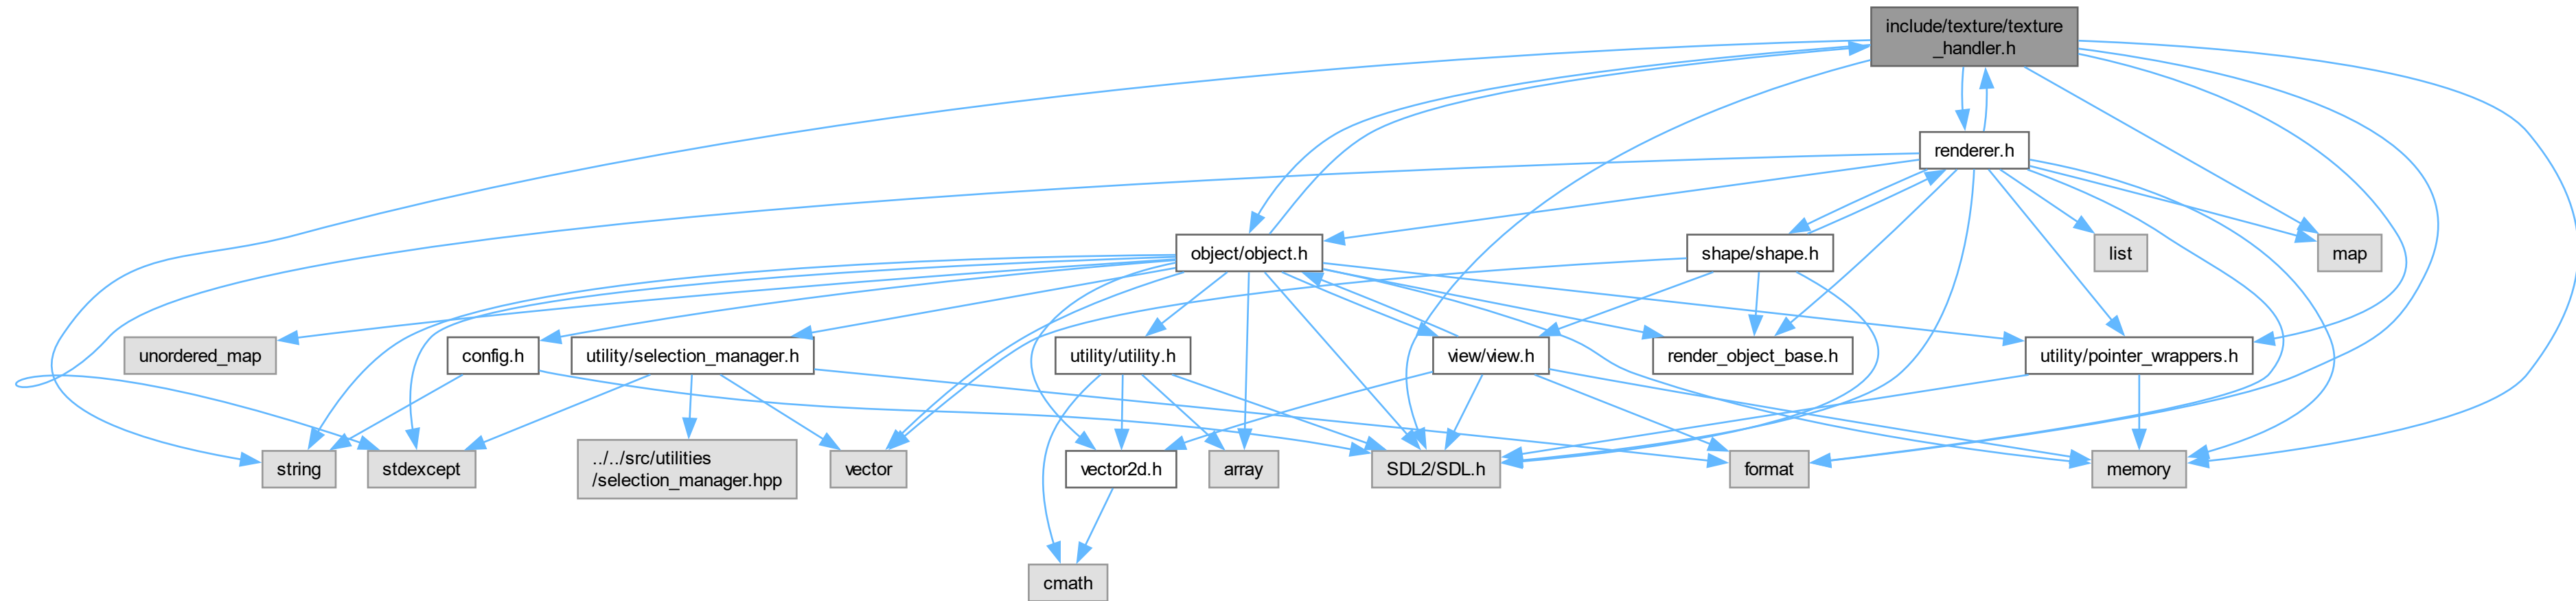 include/texture/texture
_handler.h
renderer.h
object/object.h
shape/shape.h
list
map
unordered_map
config.h
utility/selection_manager.h
utility/utility.h
view/view.h
render_object_base.h
utility/pointer_wrappers.h
string
stdexcept
../../src/utilities
/selection_manager.hpp
vector
vector2d.h
array
SDL2/SDL.h
format
memory
cmath